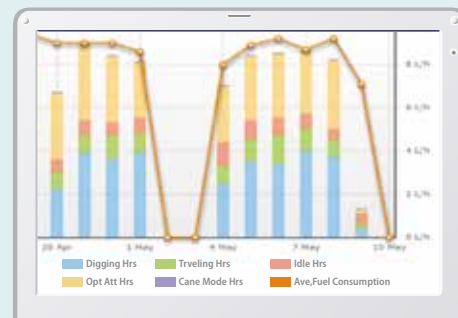 8 L/h
6 L/h
4 L/h
2 L/h
0 L/h
28 Apr 1 May 4 May 7 May 10 May
Digging Hrs Trveling Hrs Idle Hrs
Opt Att Hrs Cane Mode Hrs Ave,Fuel Consumption